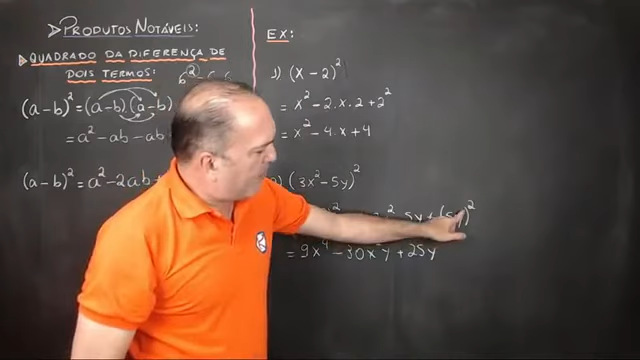 PRODUTOS NOTÁVEIS:
QUADRADO DA DIFERENÇA DE
DOIS TERMOS:
(a-b)² = (a-b)(a-b)
= a² - ab - ab
(a-b)² = a² - 2ab
EX:
1) (x-2)²
= x² - 2.x.2 + 2²
= x² - 4.x + 4
(3x² - 5y)²
= 9x⁴ - 30x²y + 25y